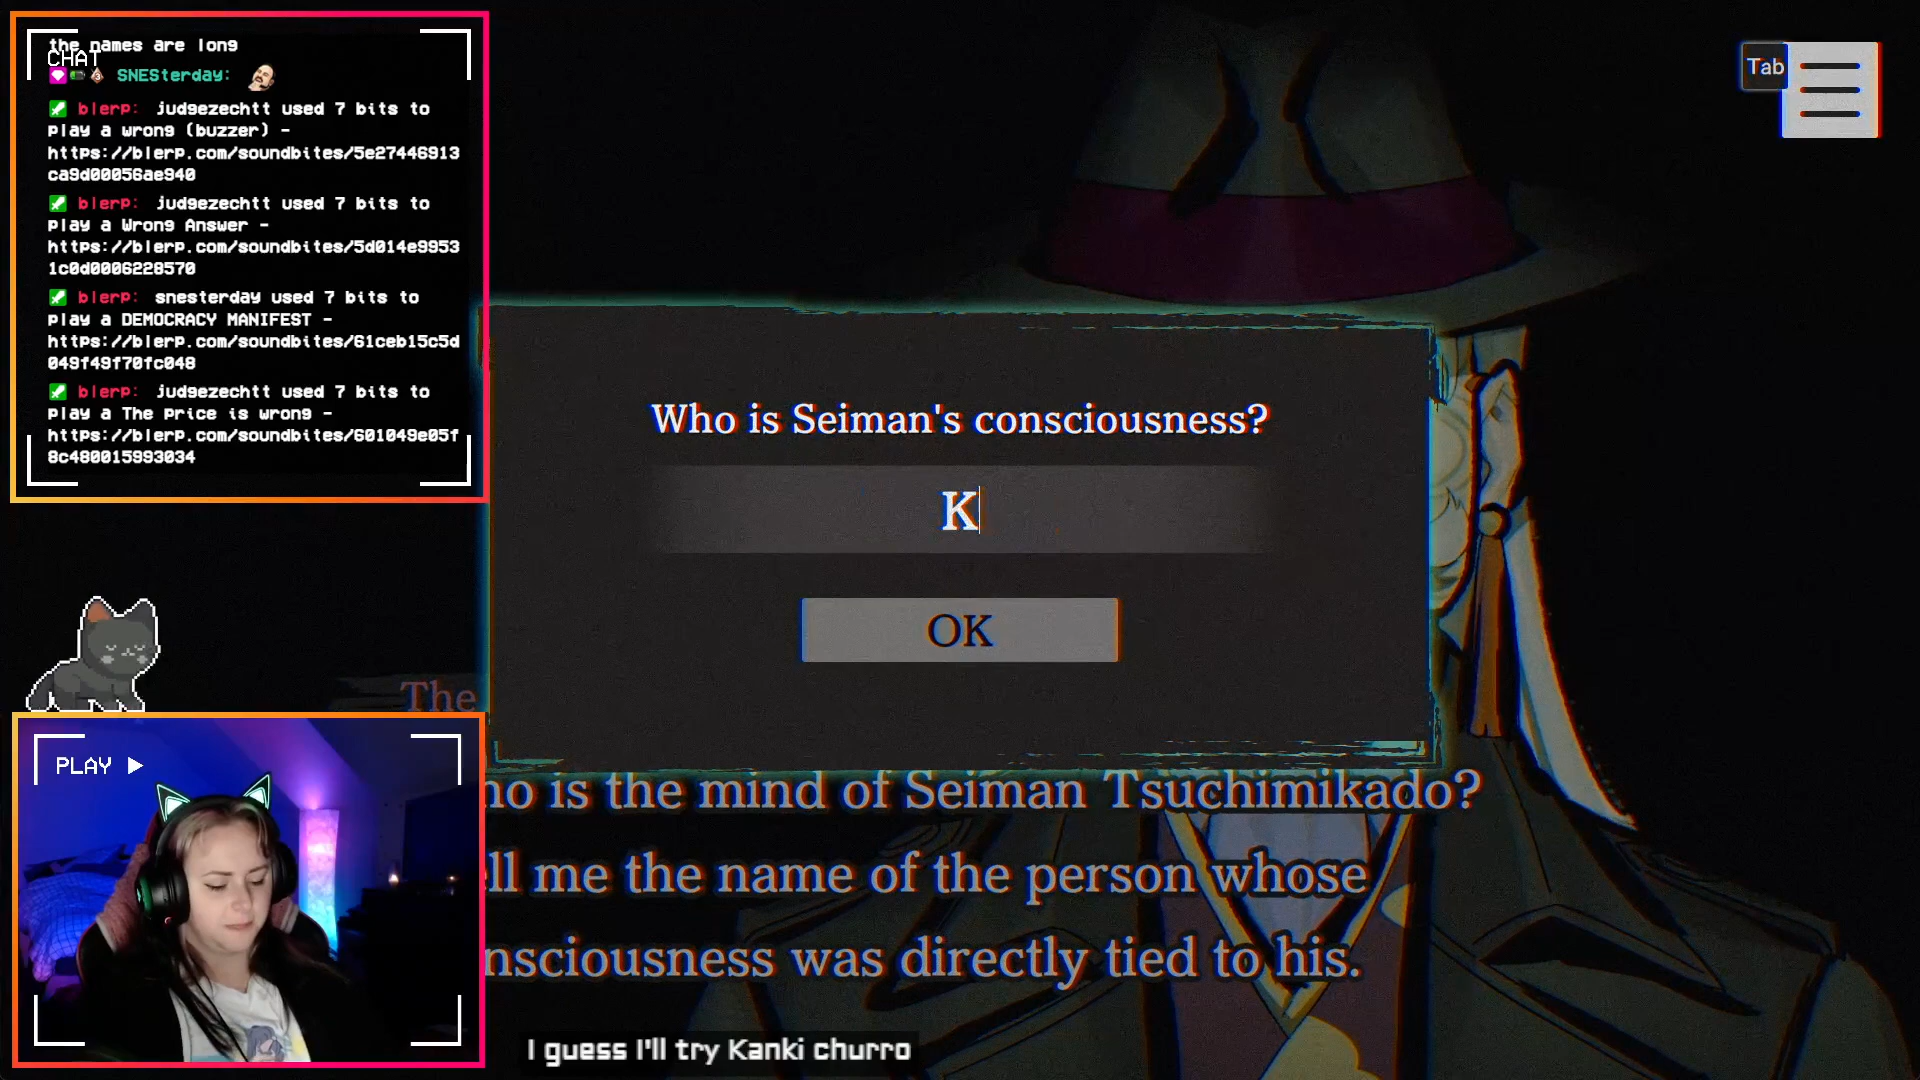 the names are long
CHAT
SNESterday:
blerp: judgezechtt used 7 bits to
play a wrong (buzzer) -
https://blerp.com/soundbites/5e27446913
ca9d00056ae940
blerp: judgezechtt used 7 bits to
play a Wrong Answer -
https://blerp.com/soundbites/5d014e9953
1c0d0006228570
blerp: snesterday used 7 bits to
play a DEMOCRACY MANIFEST -
https://blerp.com/soundbites/61ceb15c5d
049f49f70fc048
blerp: judgezechtt used 7 bits to
play a The Price is wrong -
https://blerp.com/soundbites/601049e05f
8c480015993034
Tab
Who is Seiman's consciousness?
K
OK
The
PLAY
no is the mind of Seiman Tsuchimikado?
ell me the name of the person whose
nsciousness was directly tied to his.
I guess I'll try Kanki churro